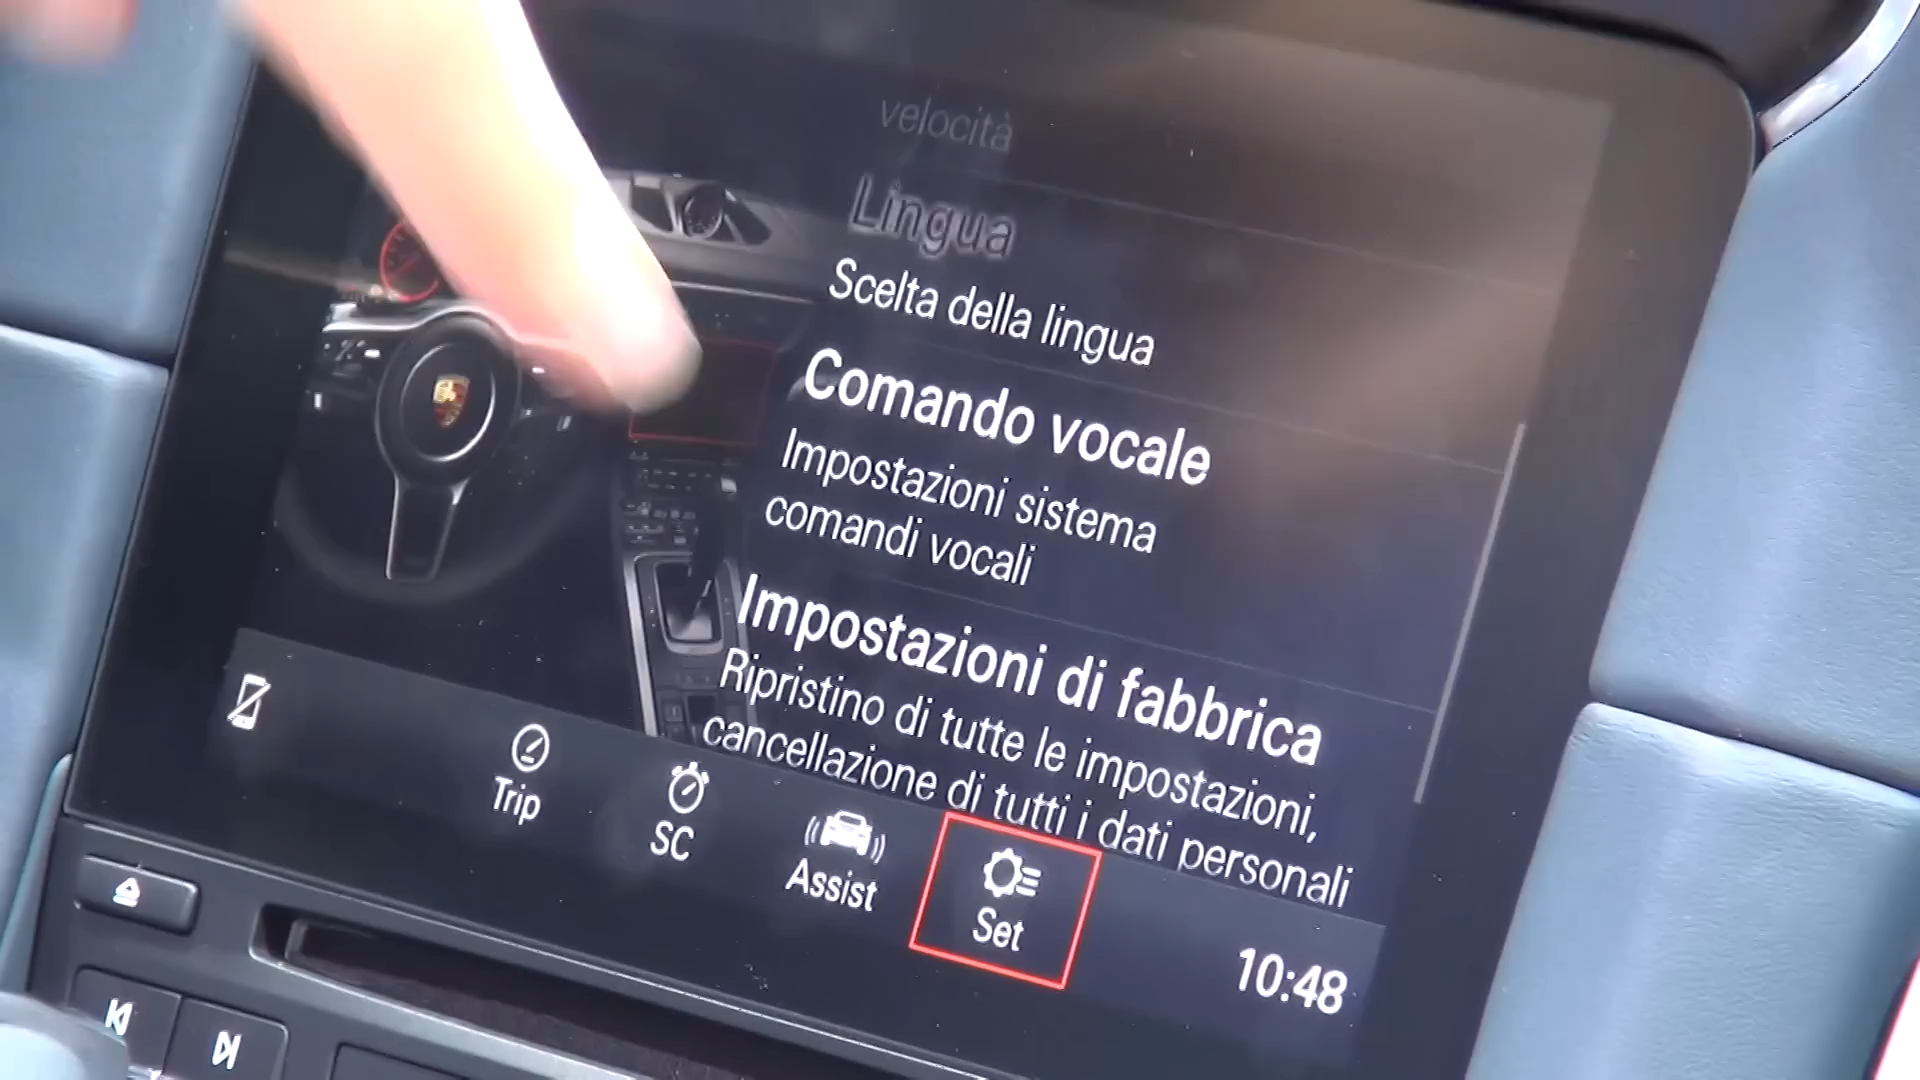 velocità
Lingua
Scelta della lingua
Comando vocale
Impostazioni sistema
comandi vocali
Impostazioni di fabbrica
Ripristino di tutte le impostazioni,
cancellazione di tutti i dati personali
Trip
SC
Assist
Set
10:48